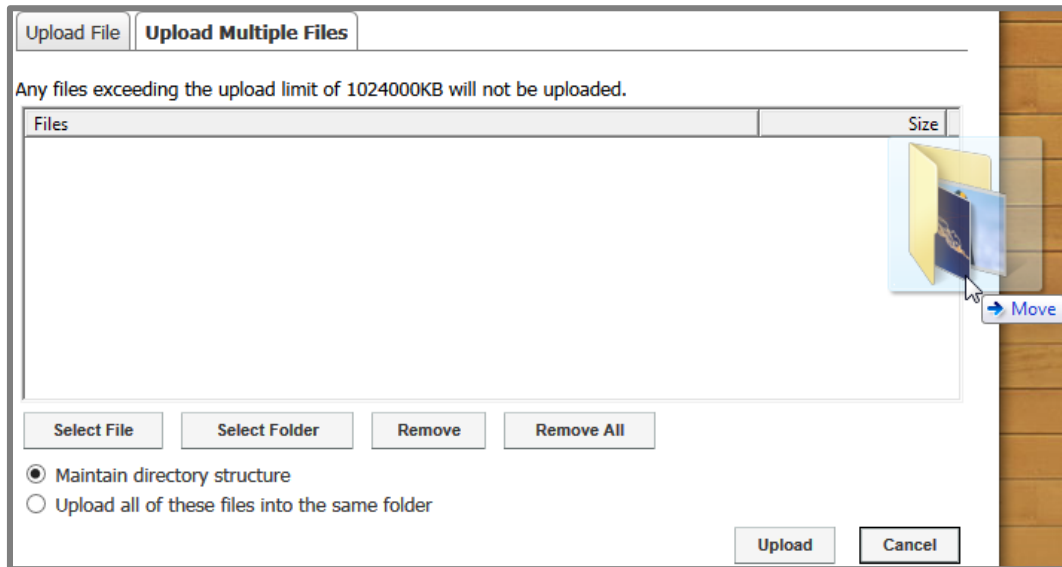 Upload File Upload Multiple Files
Any files exceeding the upload limit of 1024000KB will not be uploaded.
Files Size
Move
Select File Select Folder Remove Remove All
Maintain directory structure
Upload all of these files into the same folder
Upload Cancel